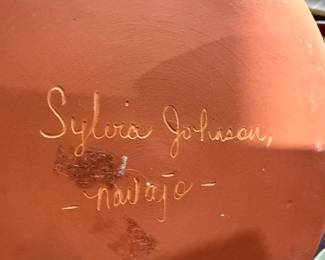 Sylvia Johnson,
- navajo -